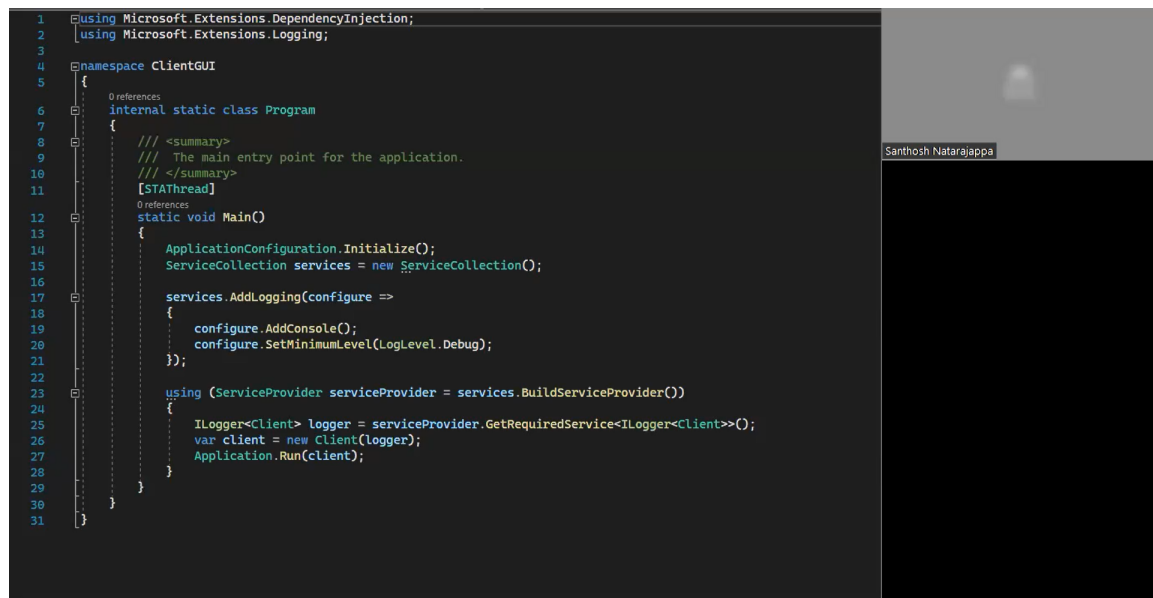 1 using Microsoft.Extensions.DependencyInjection;
2 using Microsoft.Extensions.Logging;
3
4 namespace ClientGUI
5 {
0 references
6 internal static class Program
7 {
8 /// <summary>
9 ///  The main entry point for the application.
10 /// </summary>
11 [STAThread]
0 references
12 static void Main()
13 {
14 ApplicationConfiguration.Initialize();
15 ServiceCollection services = new ServiceCollection();
16
17 services.AddLogging(configure =>
18 {
19 configure.AddConsole();
20 configure.SetMinimumLevel(LogLevel.Debug);
21 });
22
23 using (ServiceProvider serviceProvider = services.BuildServiceProvider())
24 {
25 ILogger<Client> logger = serviceProvider.GetRequiredService<ILogger<Client>>();
26 var client = new Client(logger);
27 Application.Run(client);
28 }
29 }
30 }
31 }
Santhosh Natarajappa